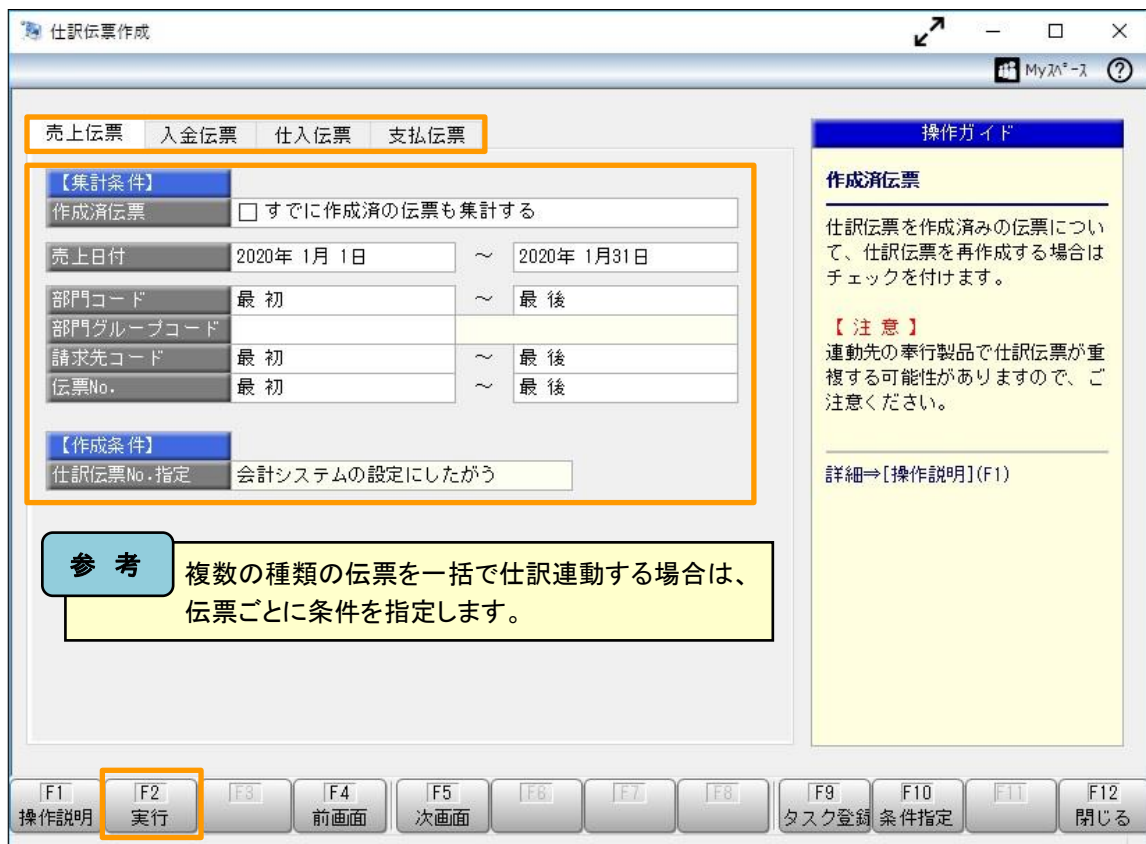 仕訳伝票作成
Myスペース
売上伝票 入金伝票 仕入伝票 支払伝票
【集計条件】
作成済伝票 すでに作成済の伝票も集計する
売上日付 2020年 1月 1日 ～ 2020年 1月31日
部門コード 最 初 ～ 最 後
部門グループコード
請求先コード 最 初 ～ 最 後
伝票No. 最 初 ～ 最 後
【作成条件】
仕訳伝票No.指定 会計システムの設定にしたがう
参 考
複数の種類の伝票を一括で仕訳連動する場合は、
伝票ごとに条件を指定します。
操作ガイド
作成済伝票
仕訳伝票を作成済みの伝票につい
て、仕訳伝票を再作成する場合は
チェックを付けます。
【 注 意 】
連動先の奉行製品で仕訳伝票が重
複する可能性がありますので、ご
注意ください。
詳細⇒[操作説明](F1)
F1 F2 F3 F4 F5 F6 F7 F8 F9 F10 F11 F12
操作説明 実行 前画面 次画面 タスク登録 条件指定 閉じる